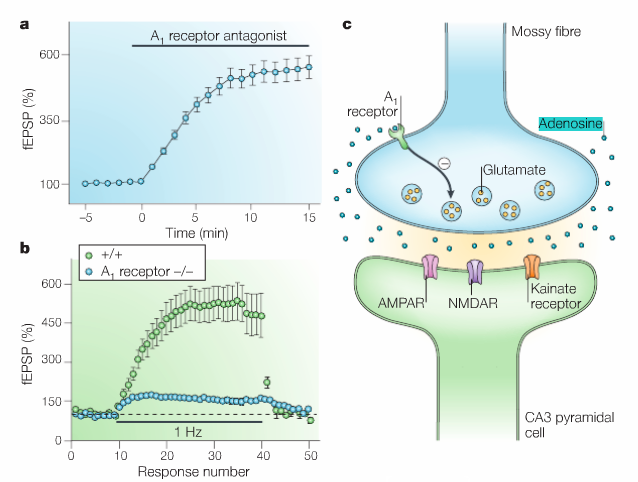 a
A1 receptor antagonist
600
350
100
fEPSP (%)
–5
0
5
10
15
Time (min)
b
+/+
A1 receptor –/–
600
450
300
150
0
fEPSP (%)
1 Hz
0
10
20
30
40
50
Response number
c
Mossy fibre
A1
receptor
Adenosine
–
Glutamate
AMPAR
NMDAR
Kainate
receptor
CA3 pyramidal
cell